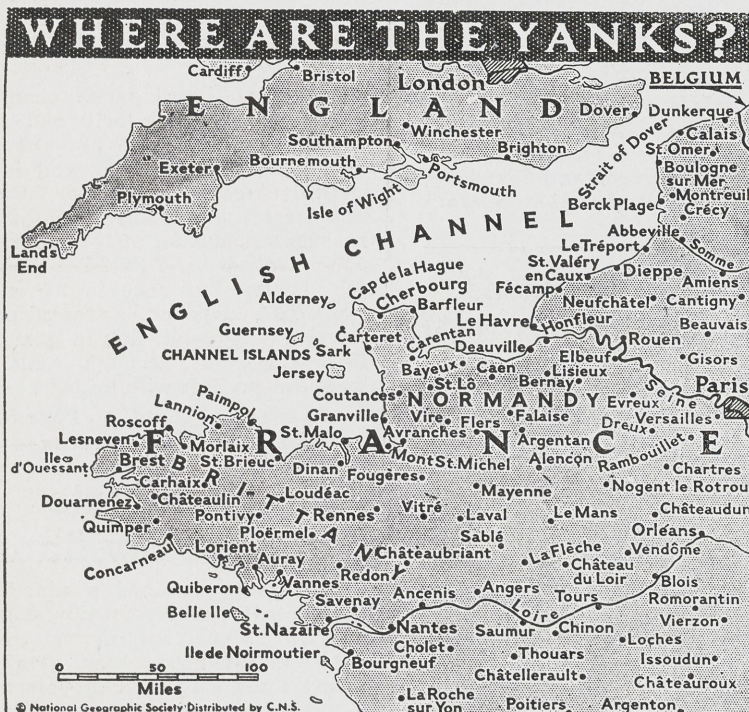 WHERE ARE THE YANKS?
Cardiff
Bristol
London
BELGIUM
ENGLAND
Dover
Dunkerque
Winchester
Calais
Southampton
Brighton
St.Omer
Strait of Dover
Bournemouth
Exeter
Portsmouth
Boulogne
sur Mer
Montreuil
Plymouth
Isle of Wight
Berck Plage
Crécy
Land's
End
ENGLISH CHANNEL
Abbeville
Le Tréport
Somme
St.Valéry
en Caux
Dieppe
Amiens
Cap de la Hague
Cherbourg
Fécamp
Alderney
Barfleur
Neufchâtel
Cantigny
Guernsey
Le Havre
Honfleur
Beauvais
Carteret
Carentan
Rouen
CHANNEL ISLANDS
Sark
Deauville
Elbeuf
Gisors
Jersey
Bayeux
Caen
Lisieux
St.Lô
Bernay
Seine
Paris
Coutances
NORMANDY
Evreux
Paimpol
Lannion
Granville
Vire
Flers
Falaise
Versailles
Dreux
Roscoff
St.Malo
Avranches
Lesneven
FRANCE
Morlaix
Argentan
Rambouillet
Ile
d'Ouessant
Brest
St.Brieuc
Mont St.Michel
Alençon
Dinan
Fougères
Chartres
Carhaix
BRITTANY
Châteaulin
Loudéac
Mayenne
Nogent le Rotrou
Douarnenez
Pontivy
Rennes
Vitré
Laval
Le Mans
Châteaudun
Quimper
Ploërmel
Sablé
Orléans
Concarneau
Lorient
Auray
Châteaubriant
La Flèche
Vendôme
Château
du Loir
Redon
Quiberon
Vannes
Ancenis
Angers
Tours
Blois
Romorantin
Belle Ile
Savenay
Loire
Vierzon
St.Nazaire
Nantes
Saumur
Chinon
Loches
Ile de Noirmoutier
Cholet
Thouars
Issoudun
Bourgneuf
Châtellerault
Châteauroux
0 50 100
Miles
La Roche
sur Yon
Poitiers
Argenton
© National Geographic Society Distributed by C.N.S.